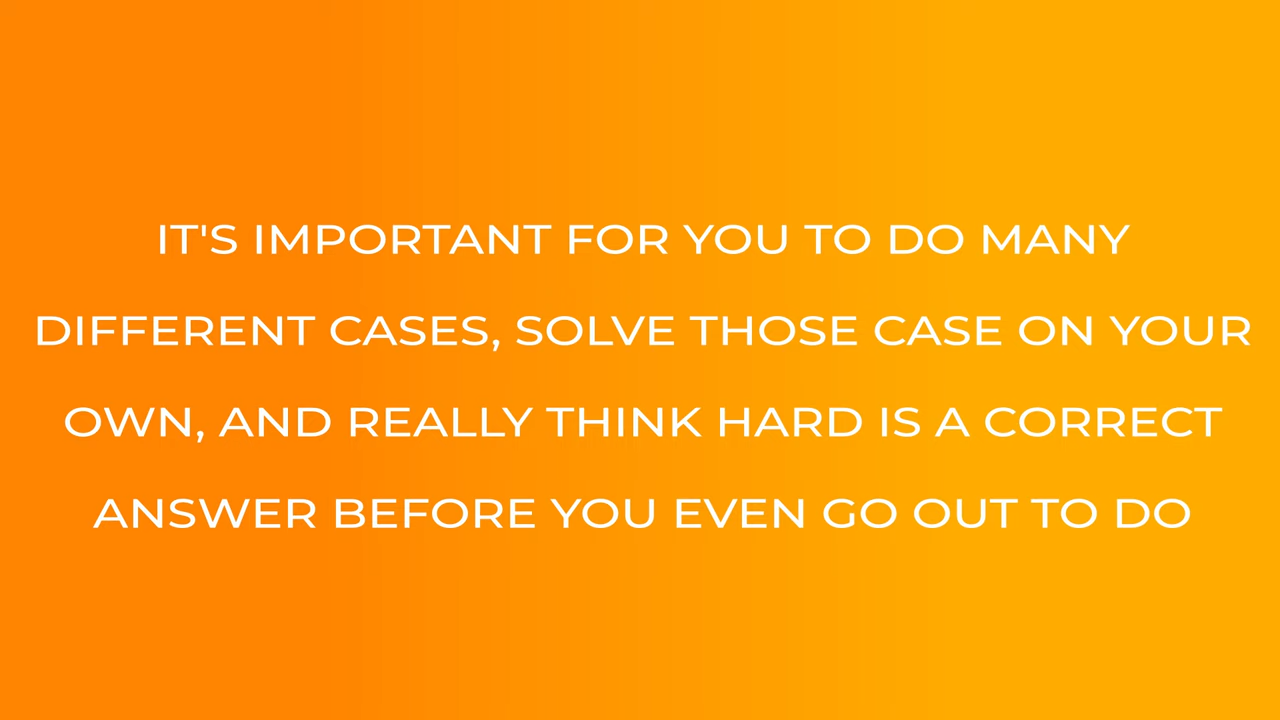 IT'S IMPORTANT FOR YOU TO DO MANY
DIFFERENT CASES, SOLVE THOSE CASE ON YOUR
OWN, AND REALLY THINK HARD IS A CORRECT
ANSWER BEFORE YOU EVEN GO OUT TO DO